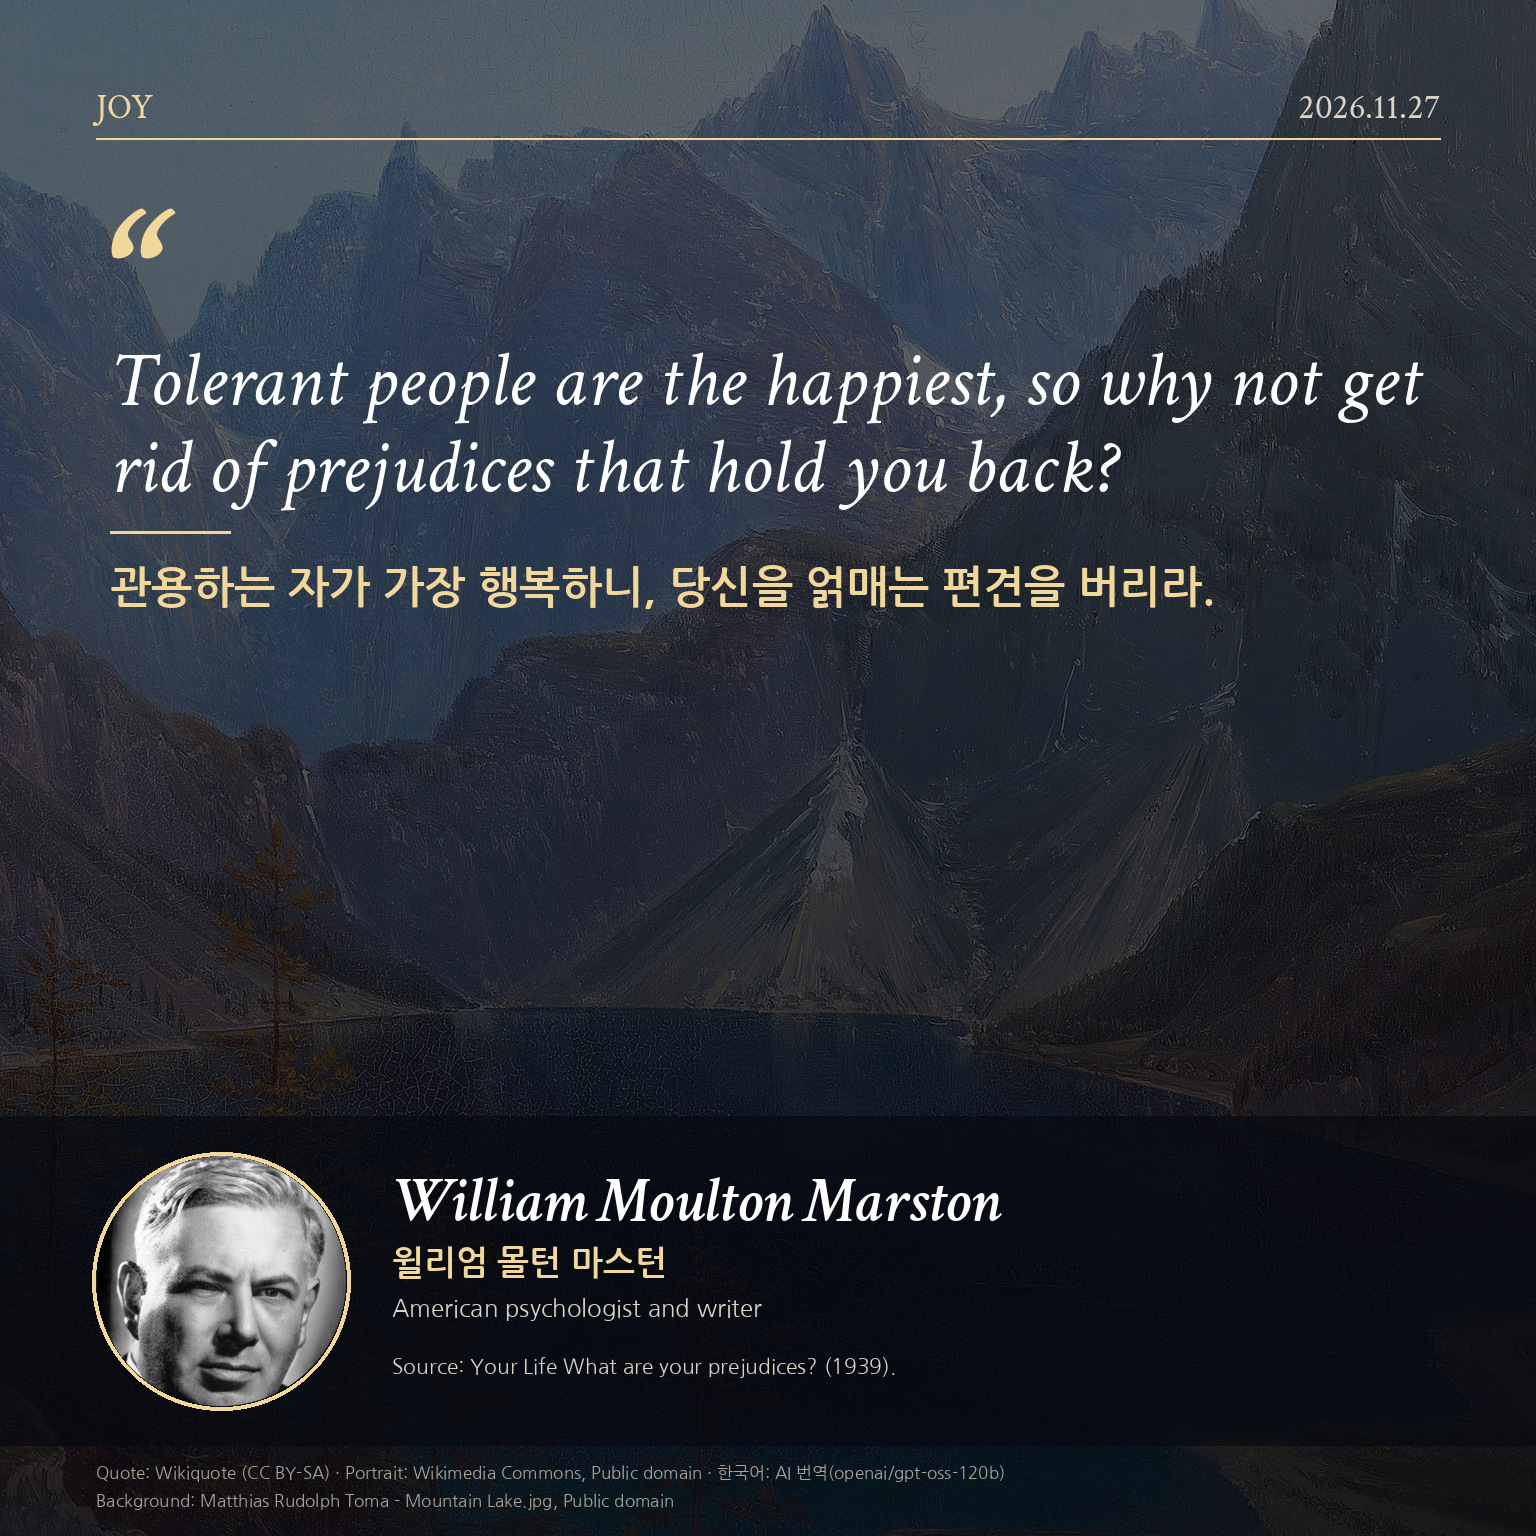 JOY
2026.11.27
“
Tolerant people are the happiest, so why not get
rid of prejudices that hold you back?
관용하는 자가 가장 행복하니, 당신을 얽매는 편견을 버리라.
William Moulton Marston
윌리엄 몰턴 마스턴
American psychologist and writer
Source: Your Life What are your prejudices? (1939).
Quote: Wikiquote (CC BY-SA) · Portrait: Wikimedia Commons, Public domain · 한국어: AI 번역(openai/gpt-oss-120b)
Background: Matthias Rudolph Toma - Mountain Lake.jpg, Public domain